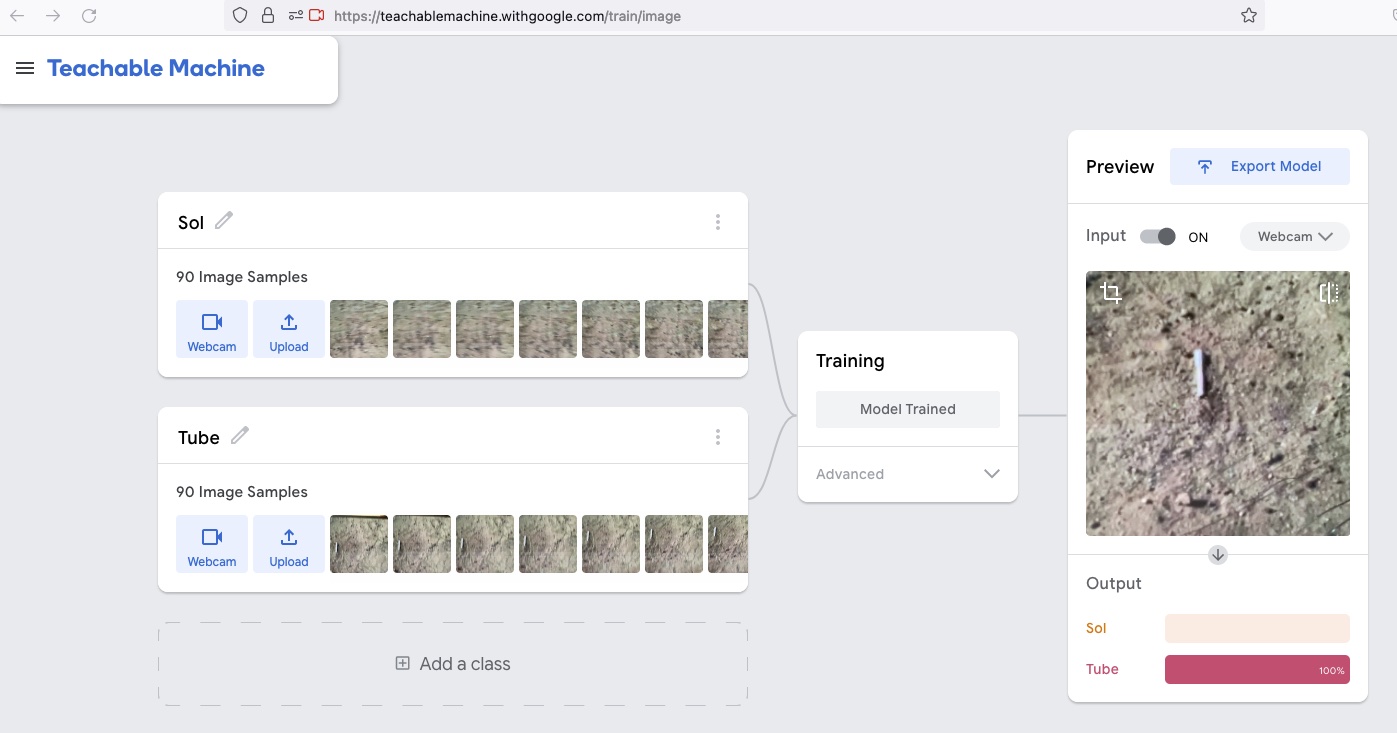 https://teachablemachine.withgoogle.com/train/image
Teachable Machine
Preview
Export Model
Sol
Input
ON
Webcam
90 Image Samples
Webcam
Upload
Training
Model Trained
Tube
Advanced
90 Image Samples
Webcam
Upload
Output
Sol
Add a class
Tube
100%